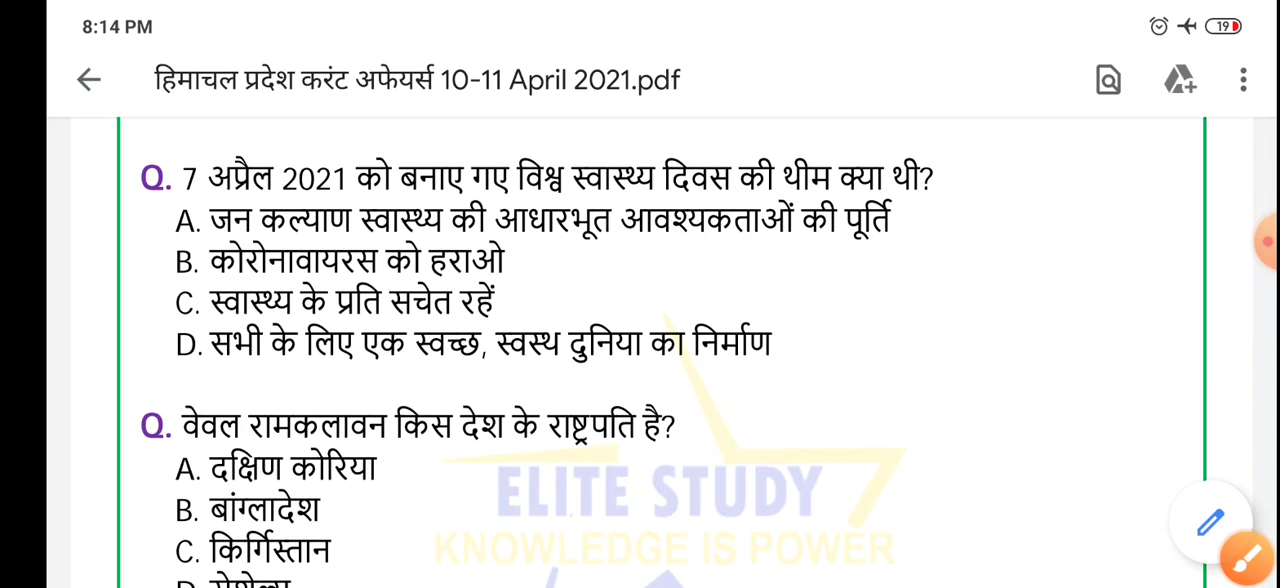 8:14 PM
19
हिमाचल प्रदेश करंट अफेयर्स 10-11 April 2021.pdf
Q. 7 अप्रैल 2021 को बनाए गए विश्व स्वास्थ्य दिवस की थीम क्या थी?
A. जन कल्याण स्वास्थ्य की आधारभूत आवश्यकताओं की पूर्ति
B. कोरोनावायरस को हराओ
C. स्वास्थ्य के प्रति सचेत रहें
D. सभी के लिए एक स्वच्छ, स्वस्थ दुनिया का निर्माण
Q. वेवल रामकलावन किस देश के राष्ट्रपति है?
A. दक्षिण कोरिया
B. बांग्लादेश
C. किर्गिस्तान
ELITE STUDY
KNOWLEDGE IS POWER